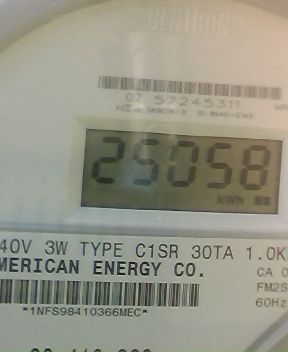 CENTRON
07 57245311
25058
kWh
40V 3W TYPE C1SR 30TA 1.0K
MERICAN ENERGY CO.
CA 0
FM2S
60Hz
*1NFS98410366MEC*